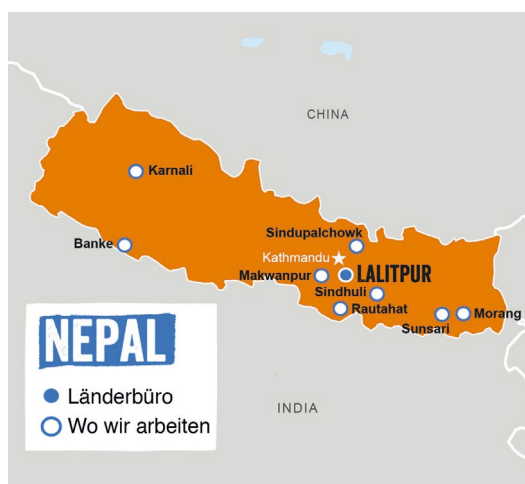 CHINA
Karnali
Sindupalchowk
Banke
Kathmandu
Makwanpur
LALITPUR
Sindhuli
Rautahat
Sunsari
Morang
NEPAL
Länderbüro
Wo wir arbeiten
INDIA